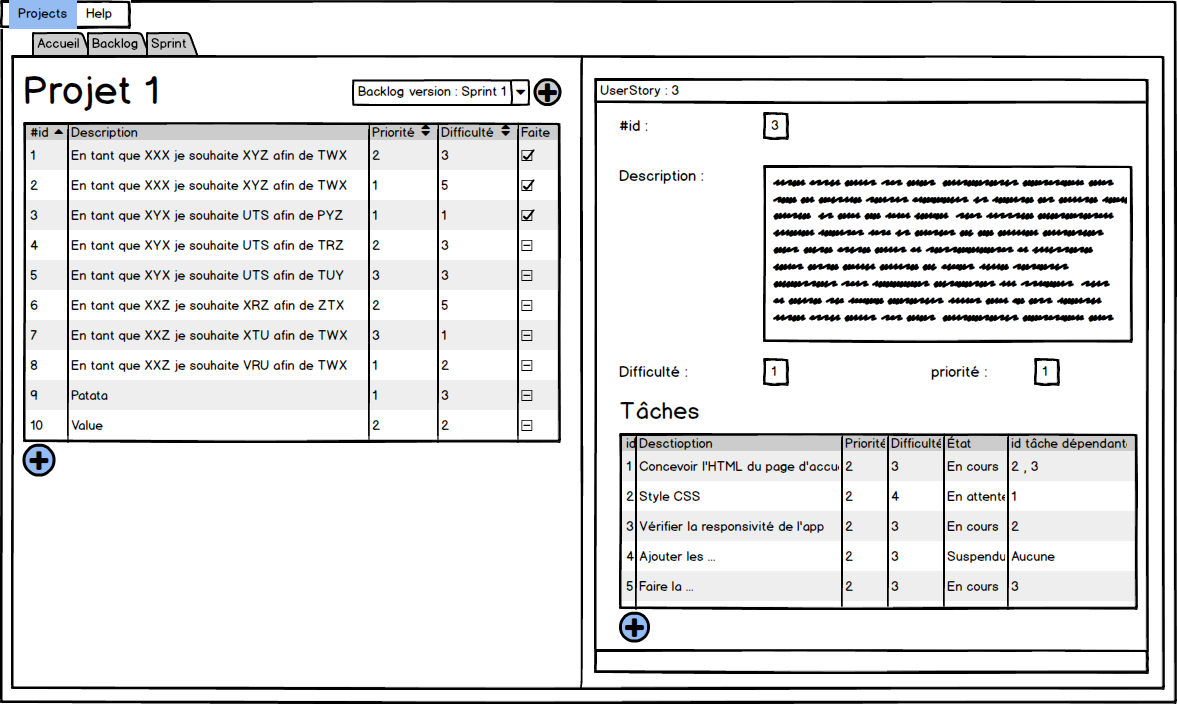 Projects Help
Accueil Backlog Sprint
Projet 1
Backlog version : Sprint 1
#id Description Priorité Difficulté Faite
1 En tant que XXX je souhaite XYZ afin de TWX 2 3
2 En tant que XXX je souhaite XYZ afin de TWX 1 5
3 En tant que XYX je souhaite UTS afin de PYZ 1 1
4 En tant que XYX je souhaite UTS afin de TRZ 2 3
5 En tant que XYX je souhaite UTS afin de TUY 3 3
6 En tant que XXZ je souhaite XRZ afin de ZTX 2 5
7 En tant que XXZ je souhaite XTU afin de TWX 3 1
8 En tant que XXZ je souhaite VRU afin de TWX 1 2
9 Patata 1 3
10 Value 2 2
UserStory : 3
#id : 3
Description :
Difficulté : 1 priorité : 1
Tâches
id Desctioption Priorité Difficulté État id tâche dépendant
1 Concevoir l'HTML du page d'accu 2 3 En cours 2 , 3
2 Style CSS 2 4 En attente 1
3 Vérifier la responsivité de l'app 2 3 En cours 2
4 Ajouter les ... 2 3 Suspendu Aucune
5 Faire la ... 2 3 En cours 3